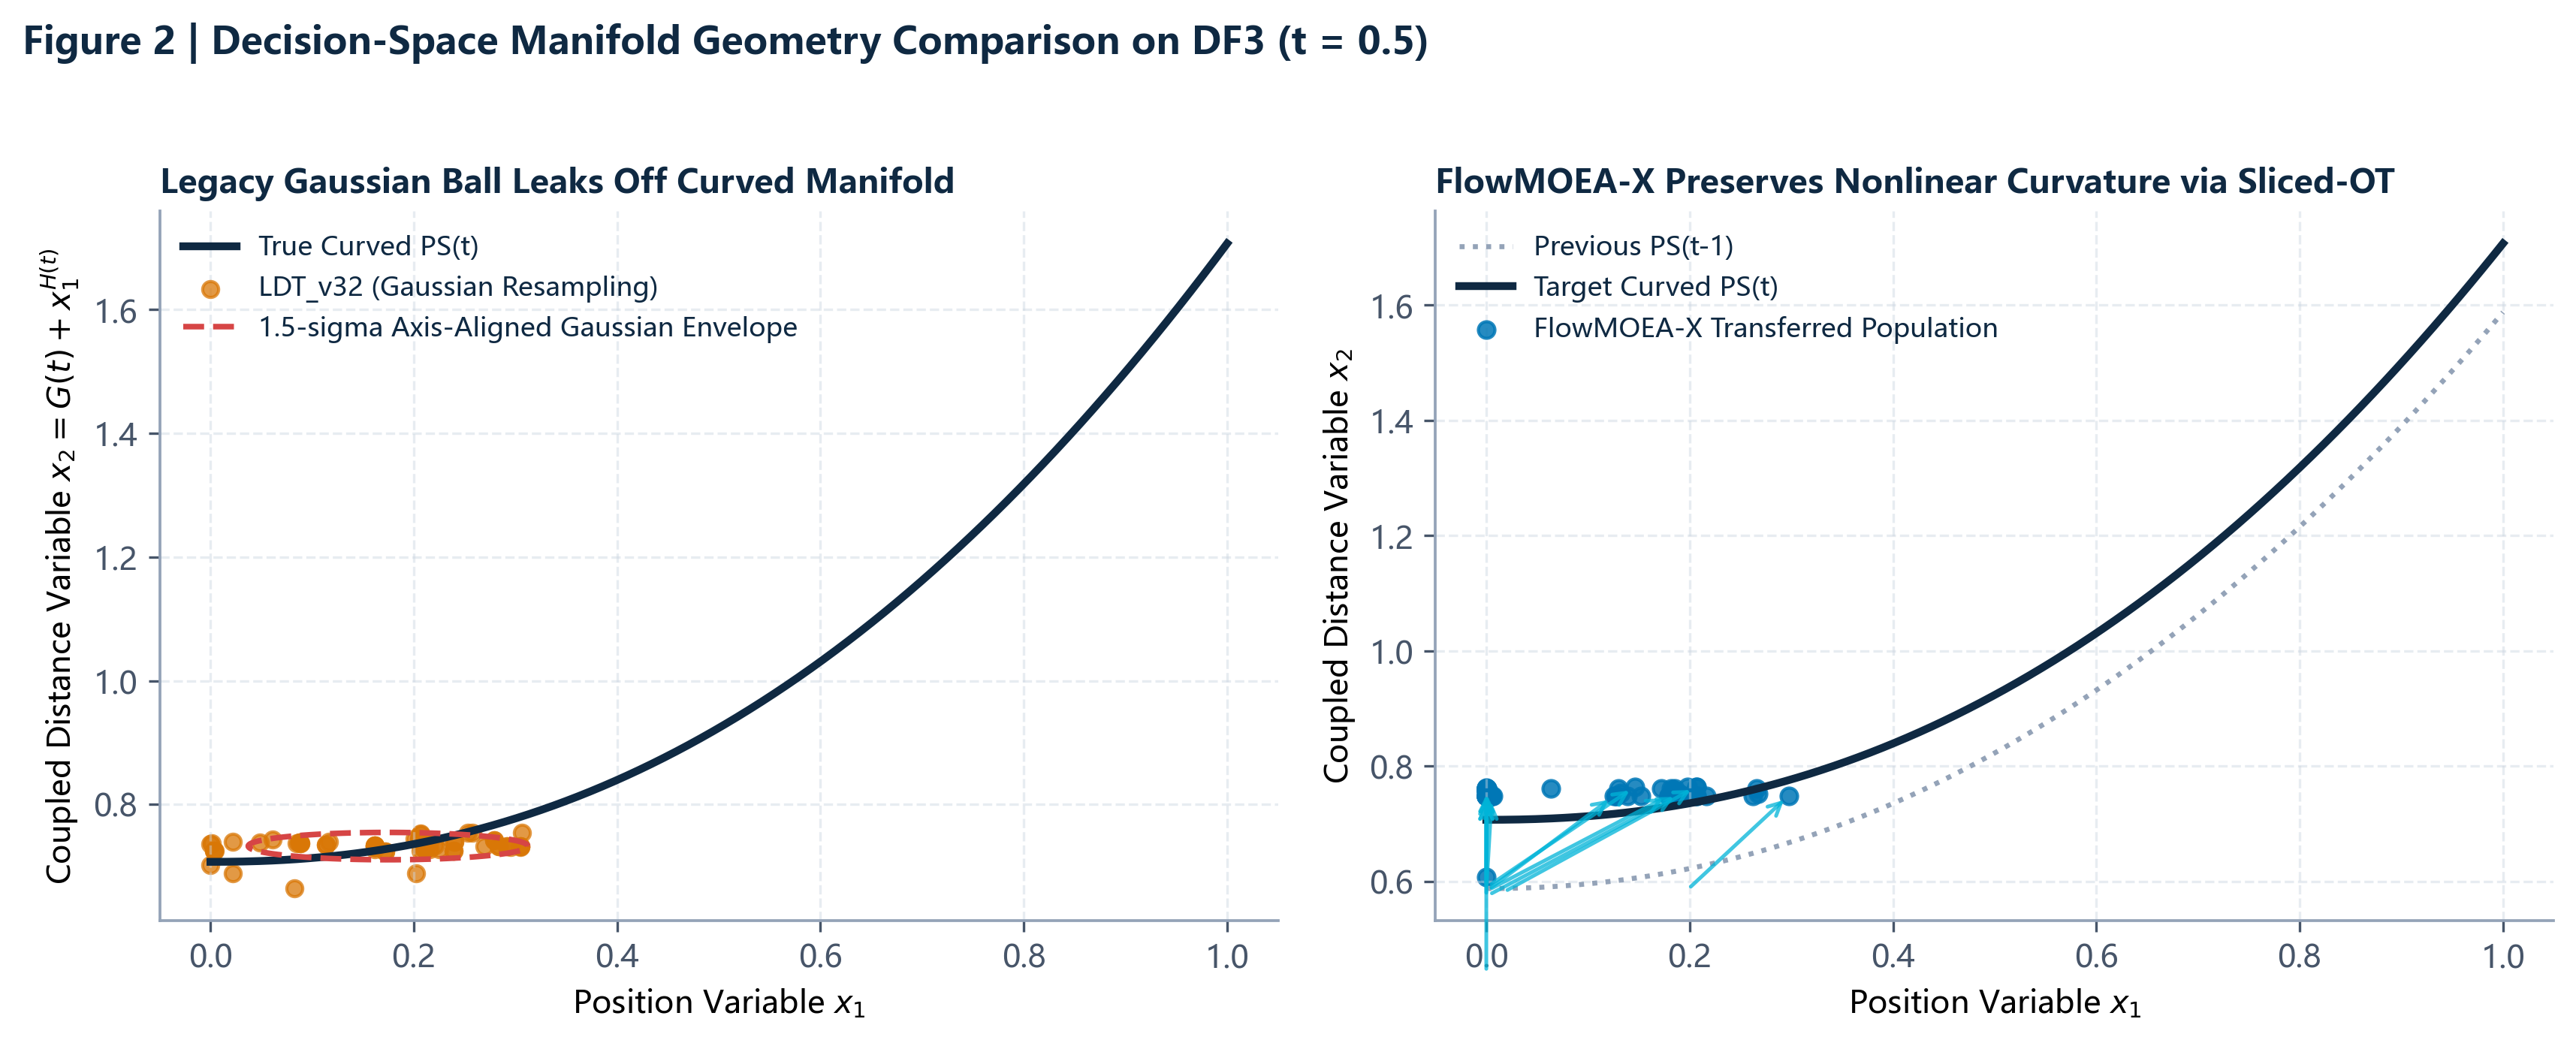 Figure 2 | Decision-Space Manifold Geometry Comparison on DF3 (t = 0.5)
Legacy Gaussian Ball Leaks Off Curved Manifold
True Curved PS(t)
LDT_v32 (Gaussian Resampling)
1.5-sigma Axis-Aligned Gaussian Envelope
Coupled Distance Variable $x_2 = G(t) + x_1^{H(t)}$
1.6
1.4
1.2
1.0
0.8
0.0 0.2 0.4 0.6 0.8 1.0
Position Variable $x_1$
FlowMOEA-X Preserves Nonlinear Curvature via Sliced-OT
Previous PS(t-1)
Target Curved PS(t)
FlowMOEA-X Transferred Population
Coupled Distance Variable $x_2$
1.6
1.4
1.2
1.0
0.8
0.6
0.0 0.2 0.4 0.6 0.8 1.0
Position Variable $x_1$